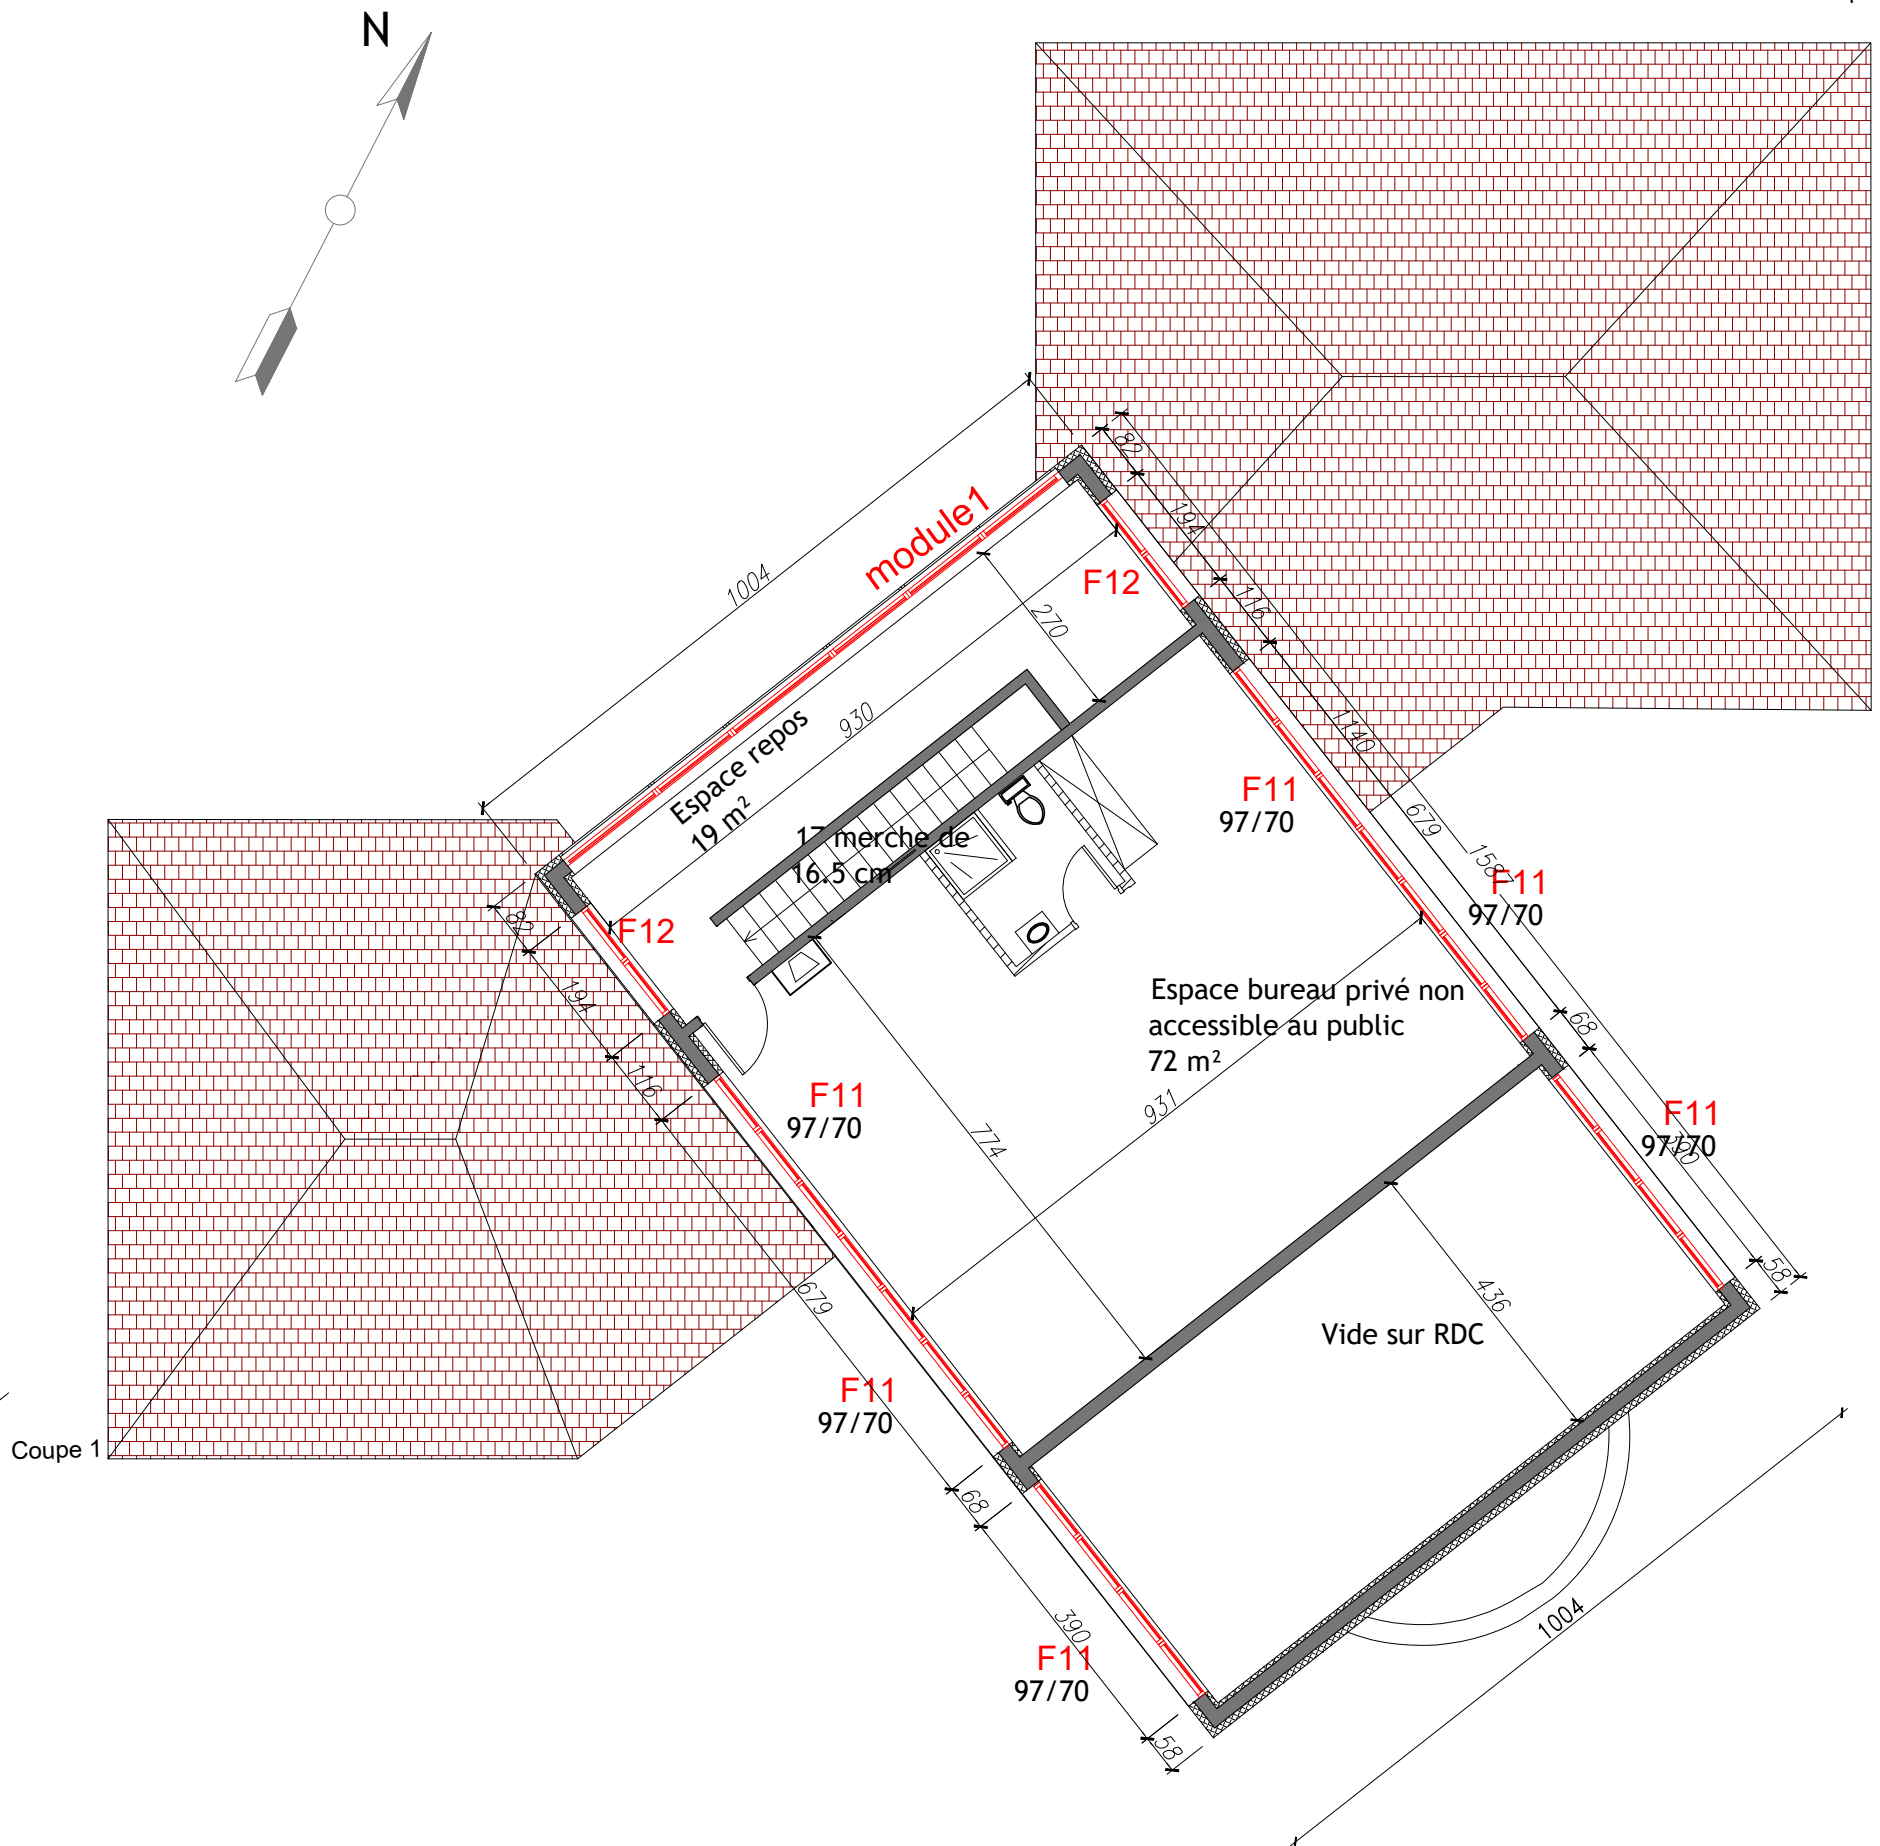 N
1004
module1
82
194
F12
116
270
930
Espace repos
19 m²
1140
F11
97/70
679
1587
F11
97/70
17 merche de
16.5 cm
82
F12
194
116
Espace bureau privé non
accessible au public
72 m²
931
774
68
F11
97/70
390
F11
97/70
58
436
Vide sur RDC
679
F11
97/70
Coupe 1
68
390
F11
97/70
58
1004